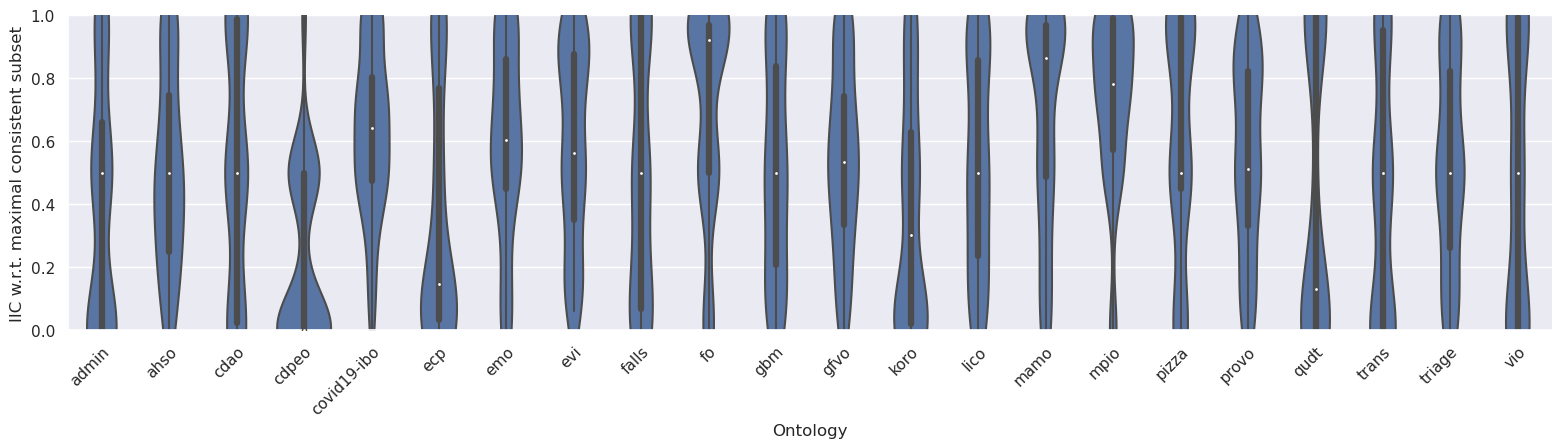 IIC w.r.t. maximal consistent subset
1.0
0.8
0.6
0.4
0.2
0.0
admin
ahso
cdao
cdpeo
covid19-ibo
ecp
emo
evi
falls
fo
gbm
gfvo
koro
lico
mamo
mpio
pizza
provo
qudt
trans
triage
vio
Ontology